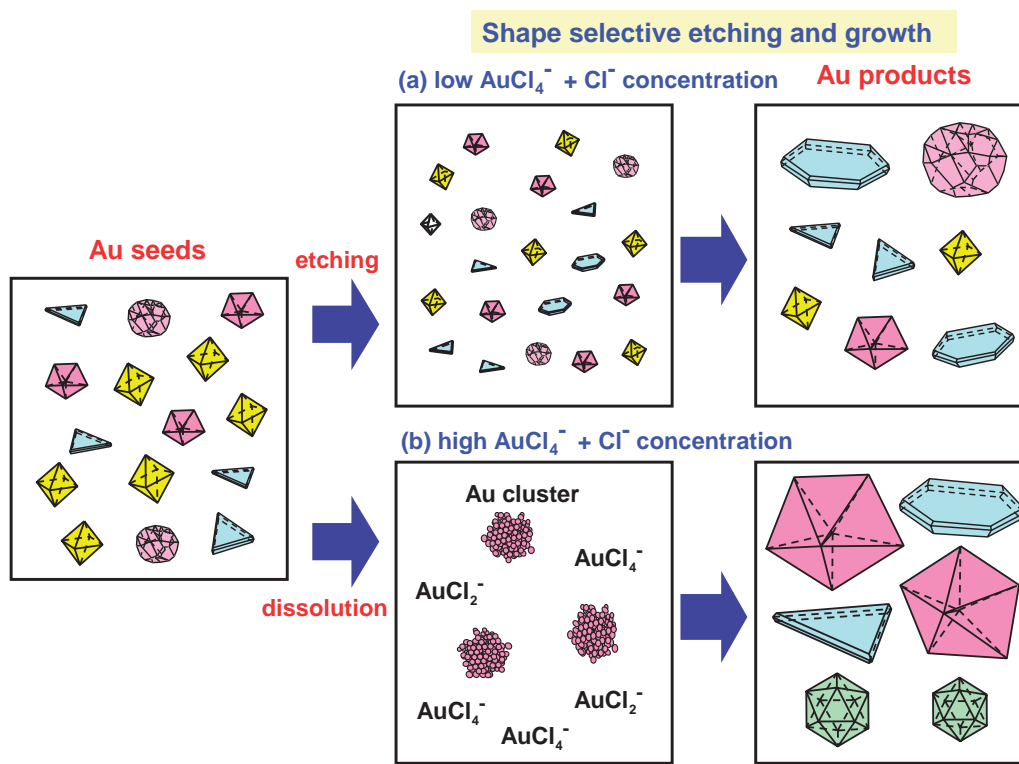 Shape selective etching and growth
(a) low AuCl₄⁻ + Cl⁻ concentration
Au products
Au seeds
etching
(b) high AuCl₄⁻ + Cl⁻ concentration
dissolution
Au cluster
AuCl₄⁻
AuCl₂⁻
AuCl₄⁻
AuCl₂⁻
AuCl₄⁻